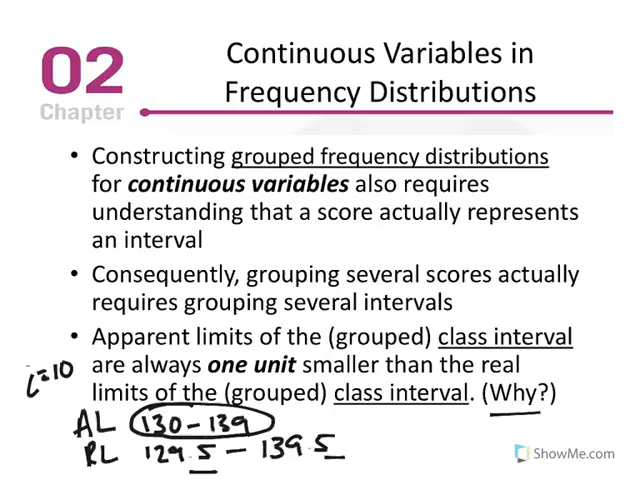 02
Chapter
Continuous Variables in
Frequency Distributions
• Constructing grouped frequency distributions
for continuous variables also requires
understanding that a score actually represents
an interval
• Consequently, grouping several scores actually
requires grouping several intervals
• Apparent limits of the (grouped) class interval
are always one unit smaller than the real
limits of the (grouped) class interval. (Why?)
i=10
AL 130-139
RL 129.5 - 139.5
ShowMe.com